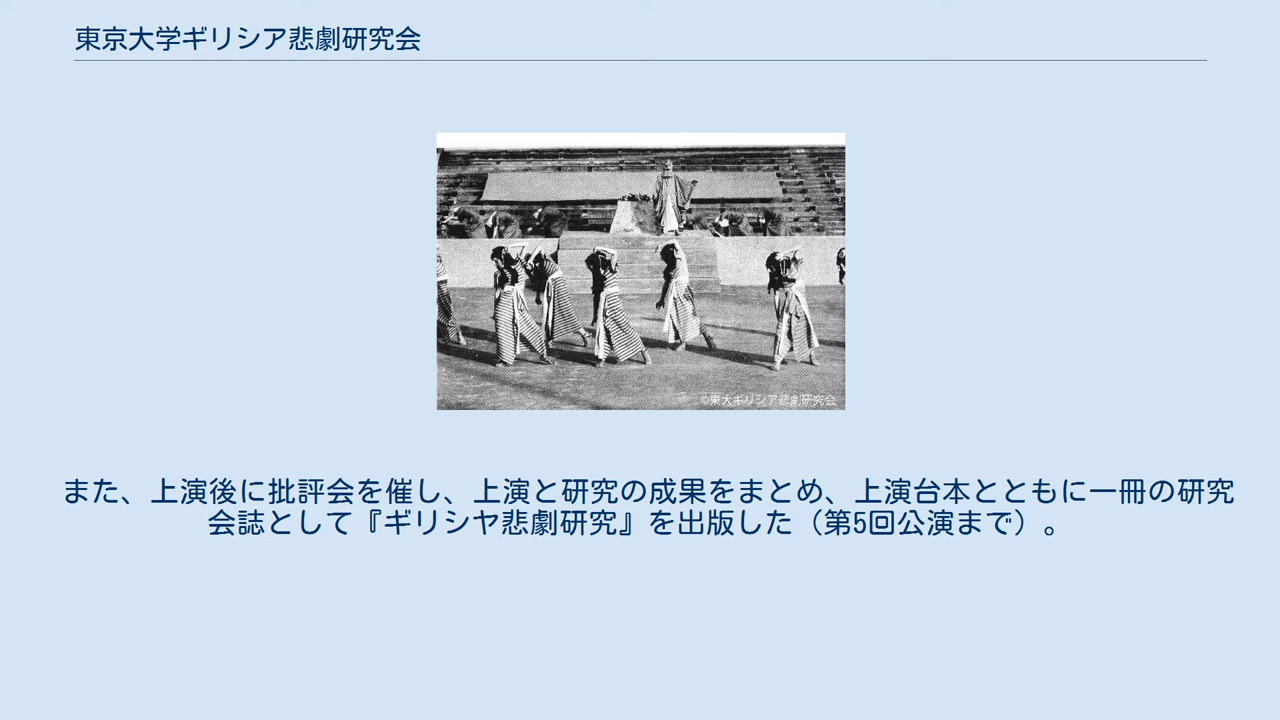 東京大学ギリシア悲劇研究会
©東大ギリシア悲劇研究会
また、上演後に批評会を催し、上演と研究の成果をまとめ、上演台本とともに一冊の研究
会誌として『ギリシヤ悲劇研究』を出版した（第5回公演まで）。